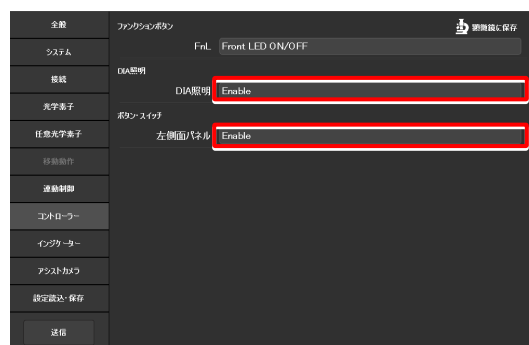 全般
システム
接続
光学素子
任意光学素子
移動動作
連動制御
コントローラー
インジケーター
アシストカメラ
設定読込・保存
送信
ファンクションボタン
顕微鏡に保存
FnL Front LED ON/OFF
DIA照明
DIA照明 Enable
ボタン・スイッチ
左側面パネル Enable